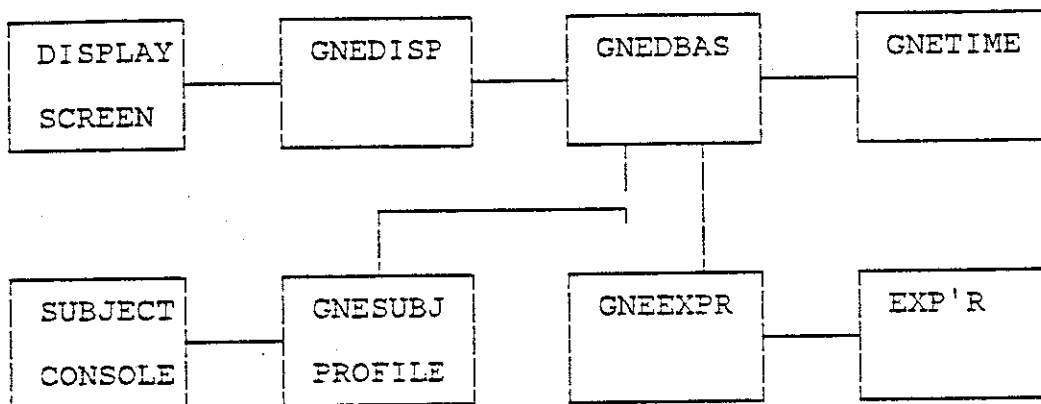 DISPLAY
SCREEN
GNEDISP
GNEDBAS
GNETIME
SUBJECT
CONSOLE
GNESUBJ
PROFILE
GNEEXPR
EXP'R